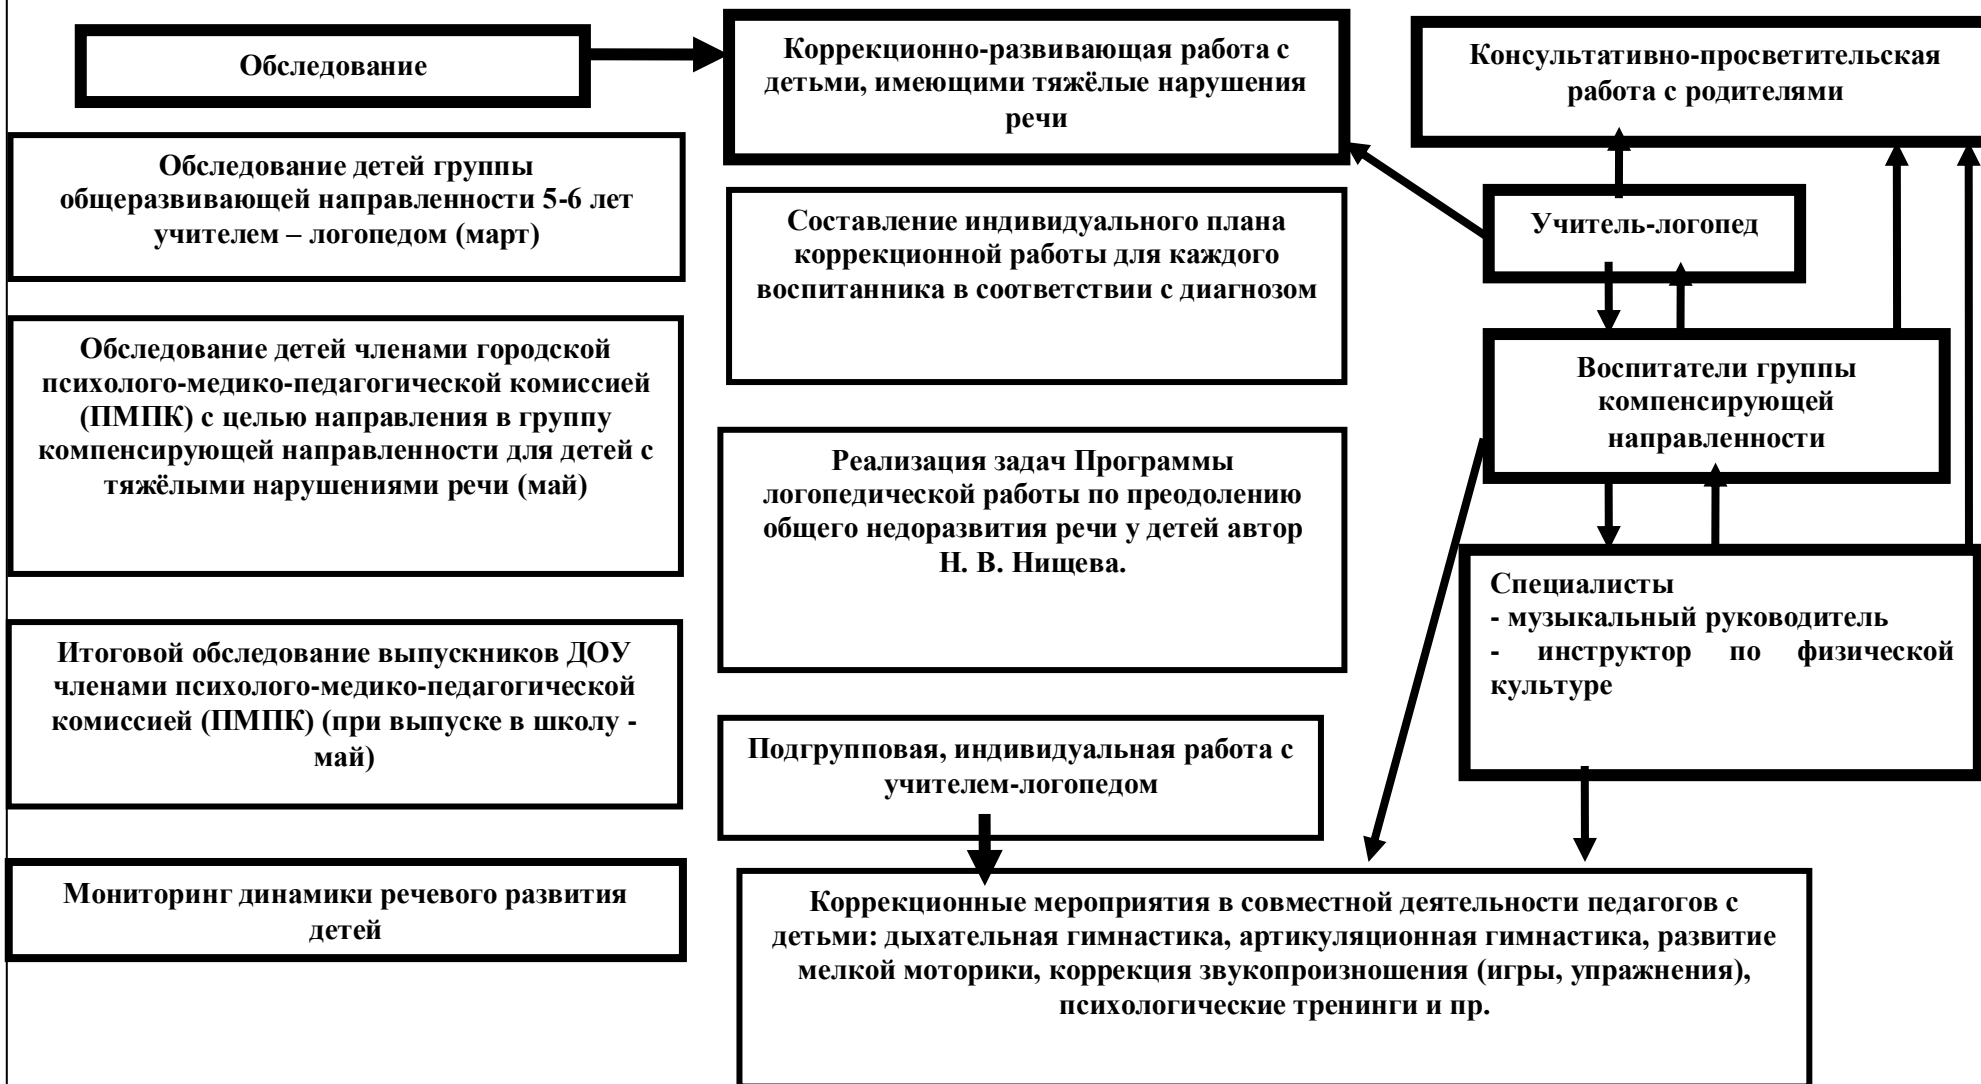 Обследование
Обследование детей группы
общеразвивающей направленности 5-6 лет
учителем – логопедом (март)
Обследование детей членами городской
психолого-медико-педагогической комиссией
(ПМПК) с целью направления в группу
компенсирующей направленности для детей с
тяжёлыми нарушениями речи (май)
Итоговой обследование выпускников ДОУ
членами психолого-медико-педагогической
комиссией (ПМПК) (при выпуске в школу -
май)
Мониторинг динамики речевого развития
детей
Коррекционно-развивающая работа с
детьми, имеющими тяжёлые нарушения
речи
Составление индивидуального плана
коррекционной работы для каждого
воспитанника в соответствии с диагнозом
Реализация задач Программы
логопедической работы по преодолению
общего недоразвития речи у детей автор
Н. В. Нищева.
Подгрупповая, индивидуальная работа с
учителем-логопедом
Коррекционные мероприятия в совместной деятельности педагогов с
детьми: дыхательная гимнастика, артикуляционная гимнастика, развитие
мелкой моторики, коррекция звукопроизношения (игры, упражнения),
психологические тренинги и пр.
Консультативно-просветительская
работа с родителями
Учитель-логопед
Воспитатели группы
компенсирующей
направленности
Специалисты
- музыкальный руководитель
- инструктор по физической
культуре